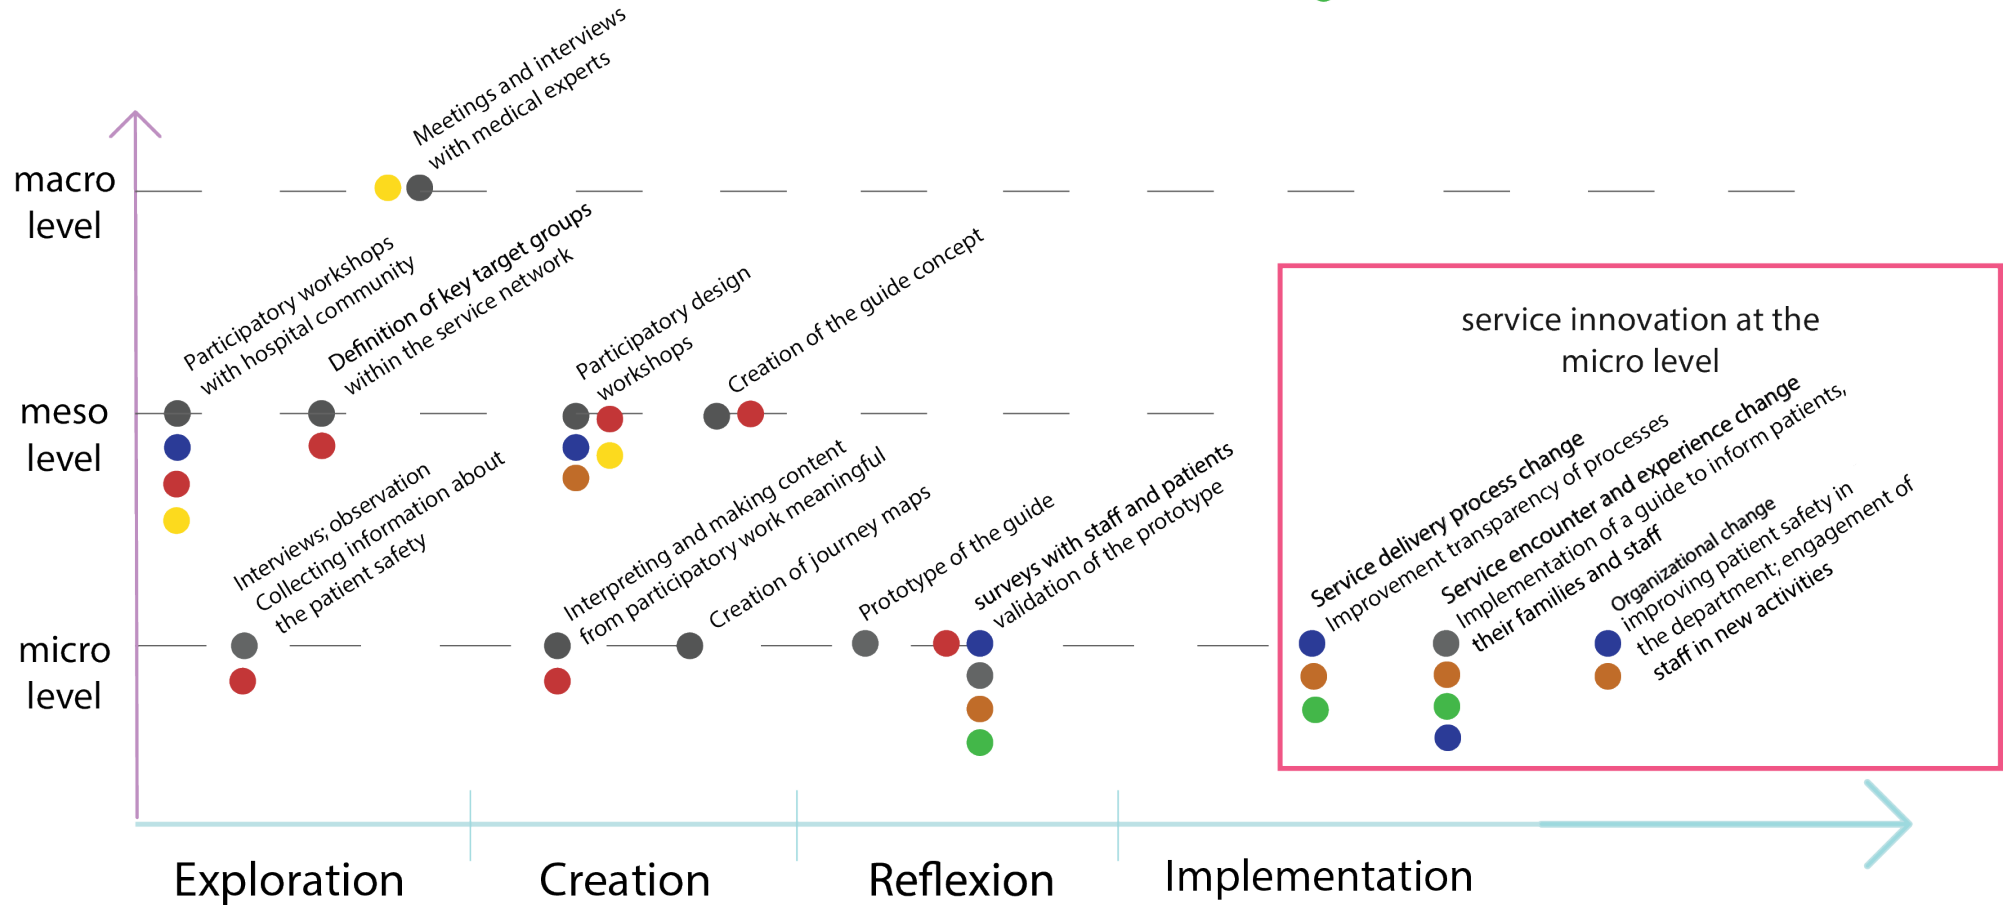 Meetings and interviews
with medical experts
macro
level
Participatory workshops
with hospital community
Definition of key target groups
within the service network
Participatory design
workshops
Creation of the guide concept
service innovation at the
micro level
meso
level
Interviews; observation
Collecting information about
the patient safety
Interpreting and making content
from participatory work meaningful
Creation of journey maps
Prototype of the guide
surveys with staff and patients
validation of the prototype
Service delivery process change
Improvement transparency of processes
Service encounter and experience change
Implementation of a guide to inform patients,
their families and staff
Organizational change
improving patient safety in
the department; engagement of
staff in new activities
micro
level
Exploration
Creation
Reflexion
Implementation